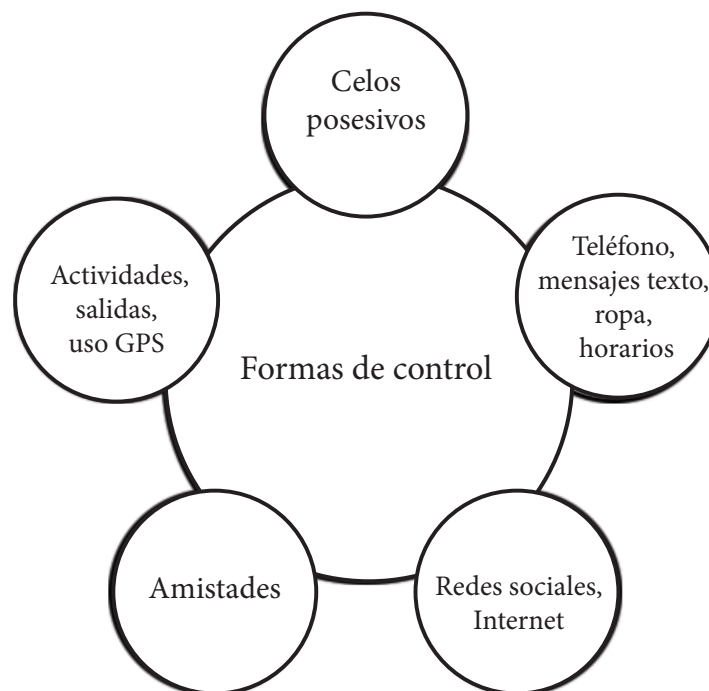 Celos
posesivos
Teléfono,
mensajes texto,
ropa,
horarios
Actividades,
salidas,
uso GPS
Formas de control
Amistades
Redes sociales,
Internet